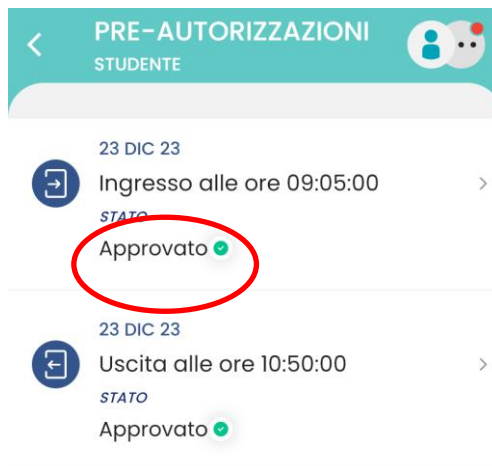 PRE-AUTORIZZAZIONI
STUDENTE
23 DIC 23
Ingresso alle ore 09:05:00
STATO
Approvato
23 DIC 23
Uscita alle ore 10:50:00
STATO
Approvato